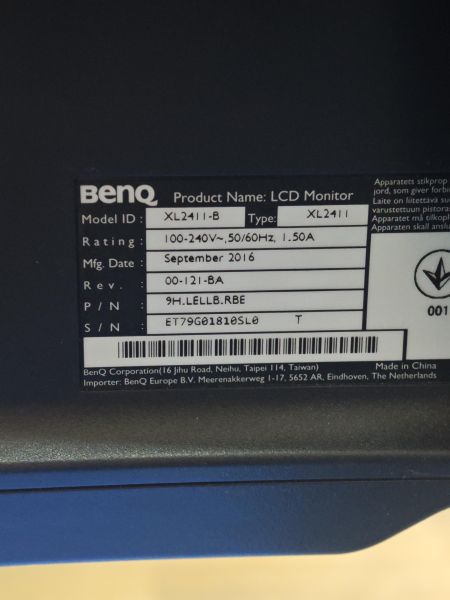 BenQ Product Name: LCD Monitor
Model ID : XL2411-B Type: XL2411
Rating : 100-240V~,50/60Hz, 1.50A
Mfg. Date : September 2016
Rev. : 00-121-BA
P / N : 9H.LELLB.RBE
S / N : ET79G01810SL0 T
BenQ Corporation(16 Jihu Road, Neihu, Taipei 114, Taiwan)
Importer: BenQ Europe B.V. Meerenakkerweg 1-17, 5652 AR, Eindhoven, The Netherlands
Made in China
Apparatets stikprop
jord, som giver forbin
Laite on liitettävä su
varustettuun pistora
Apparatet må tilkople
Apparaten skall anslu
001